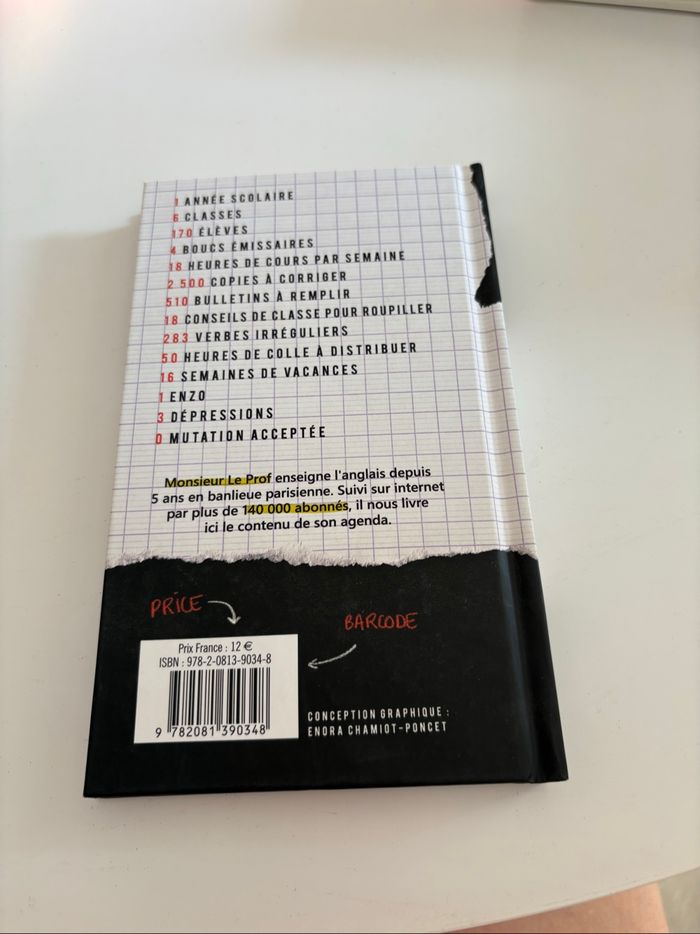 1 ANNÉE SCOLAIRE
6 CLASSES
170 ÉLÈVES
4 BOUCS ÉMISSAIRES
18 HEURES DE COURS PAR SEMAINE
2 500 COPIES À CORRIGER
510 BULLETINS À REMPLIR
18 CONSEILS DE CLASSE POUR ROUPILLER
283 VERBES IRRÉGULIERS
50 HEURES DE COLLE À DISTRIBUER
16 SEMAINES DE VACANCES
1 ENZO
3 DÉPRESSIONS
0 MUTATION ACCEPTÉE
Monsieur Le Prof enseigne l'anglais depuis
5 ans en banlieue parisienne. Suivi sur internet
par plus de 140 000 abonnés, il nous livre
ici le contenu de son agenda.
PRICE
BARCODE
Prix France : 12 €
ISBN : 978-2-0813-9034-8
9 782081 390348
CONCEPTION GRAPHIQUE :
ENORA CHAMIOT-PONCET